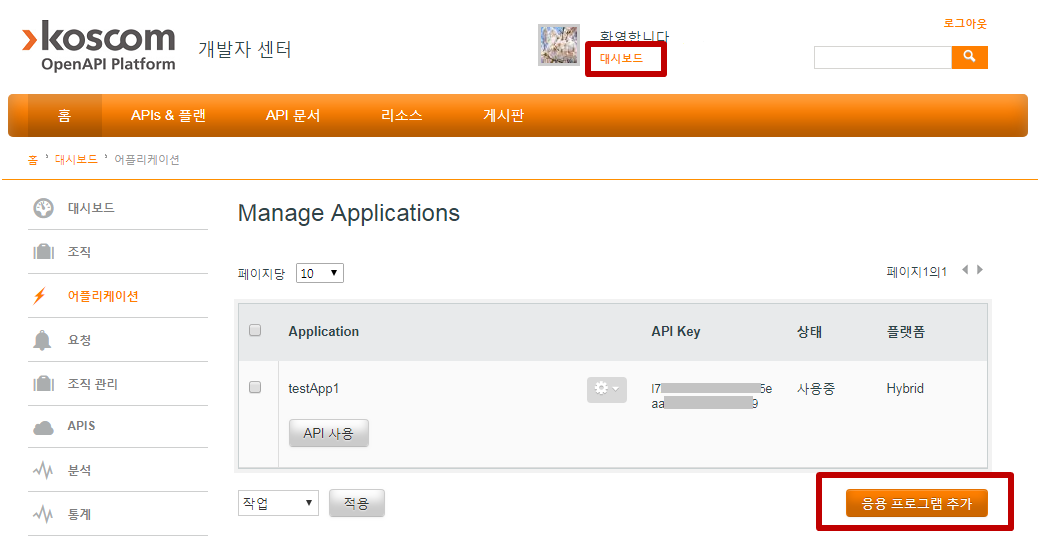 로그아웃
koscom
OpenAPI Platform
개발자 센터
환영합니다
대시보드
홈 APIs & 플랜 API 문서 리소스 게시판
홈 › 대시보드 › 어플리케이션
대시보드
조직
어플리케이션
요청
조직 관리
APIS
분석
통계
Manage Applications
페이지당 10
페이지1의1
Application API Key 상태 플랫폼
testApp1 l7 5e 사용중 Hybrid
aa 9
API 사용
작업 적용 응용 프로그램 추가